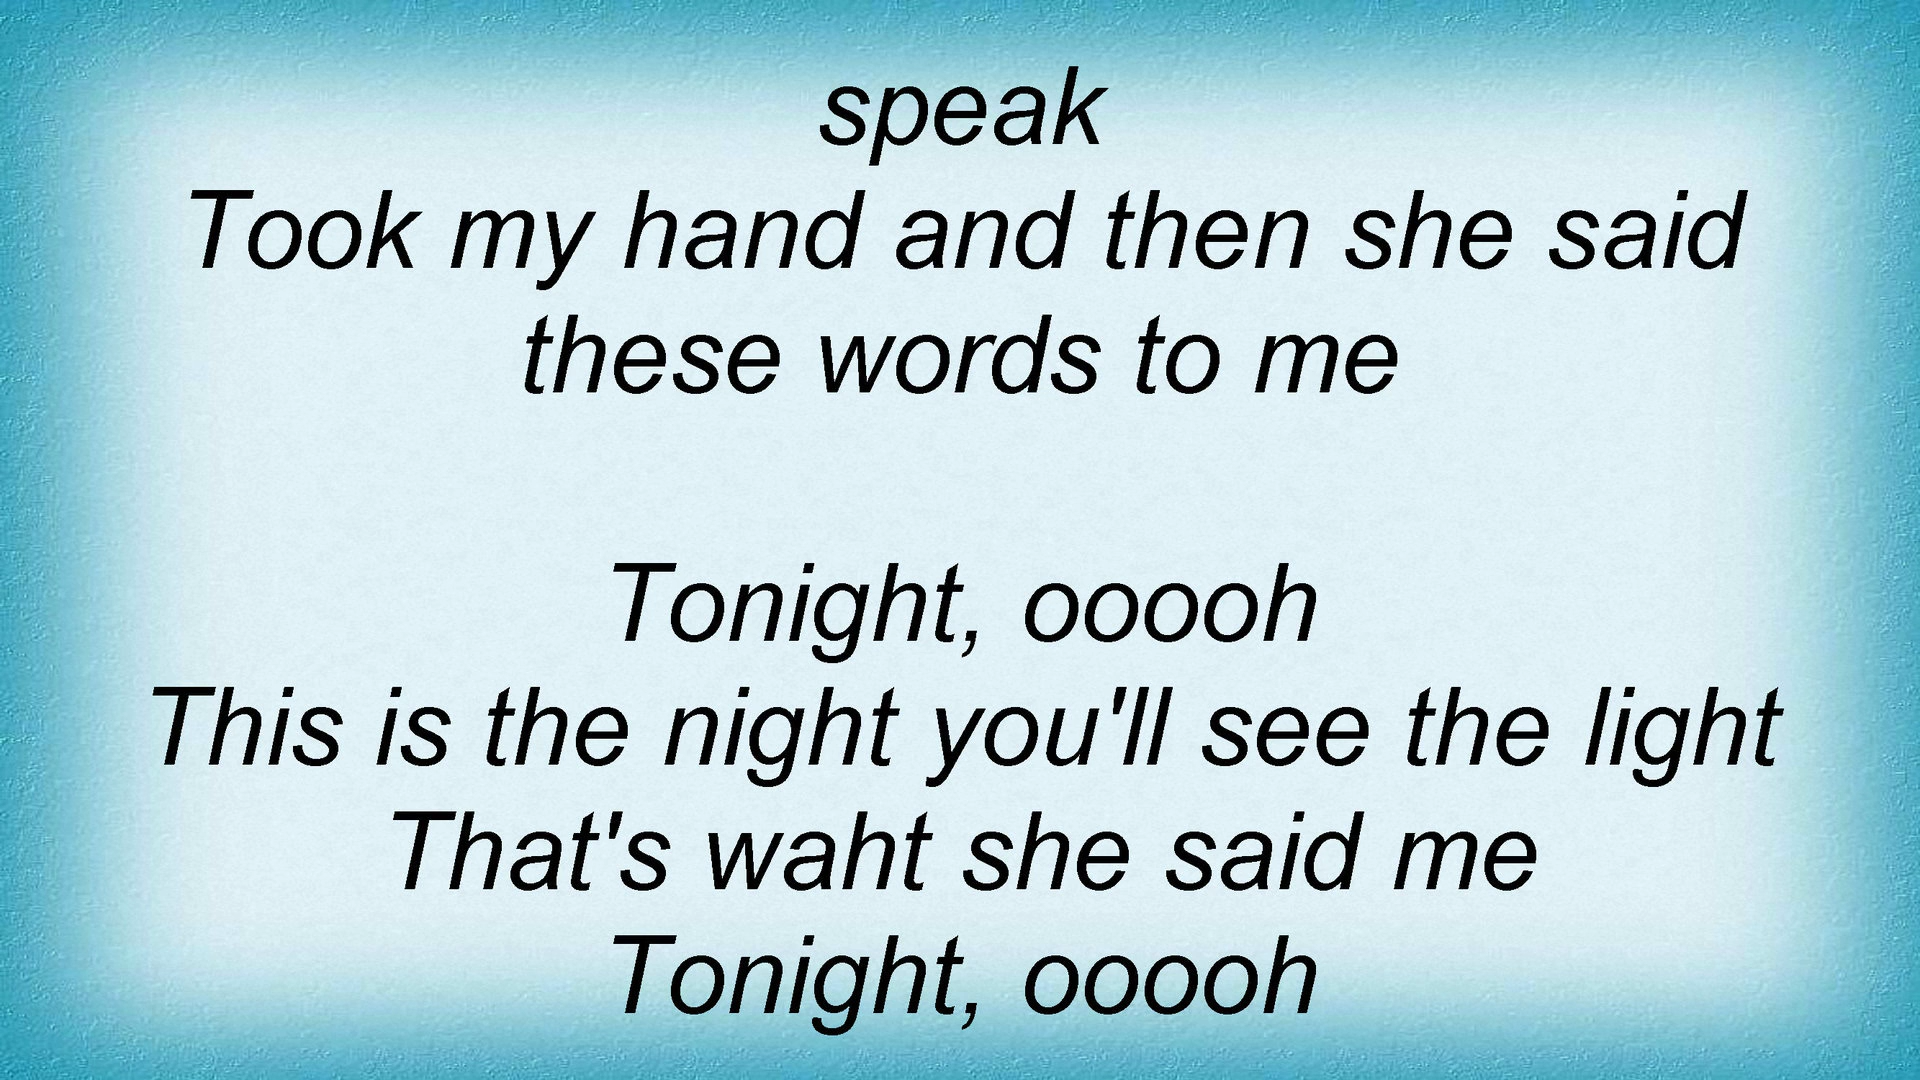 speak
Took my hand and then she said
these words to me
Tonight, ooooh
This is the night you'll see the light
That's waht she said me
Tonight, ooooh